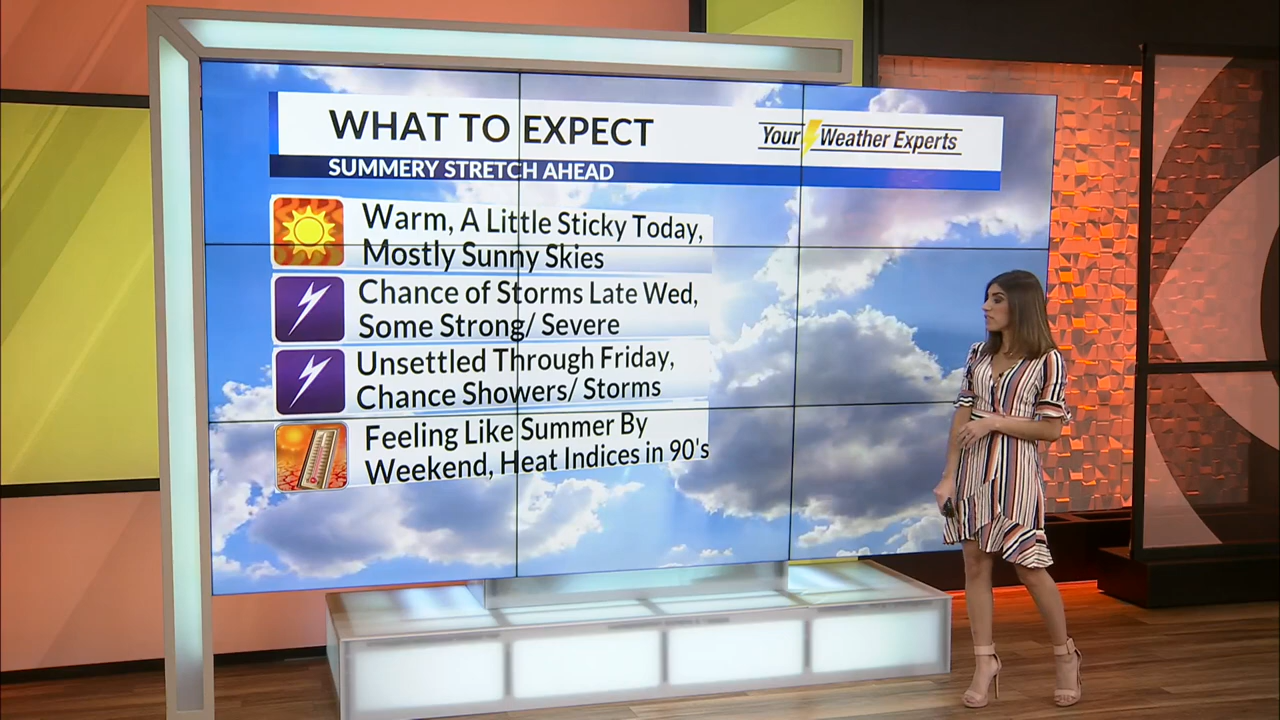 WHAT TO EXPECT
Your Weather Experts
SUMMERY STRETCH AHEAD
Warm, A Little Sticky Today,
Mostly Sunny Skies
Chance of Storms Late Wed,
Some Strong/ Severe
Unsettled Through Friday,
Chance Showers/ Storms
Feeling Like Summer By
Weekend, Heat Indices in 90's